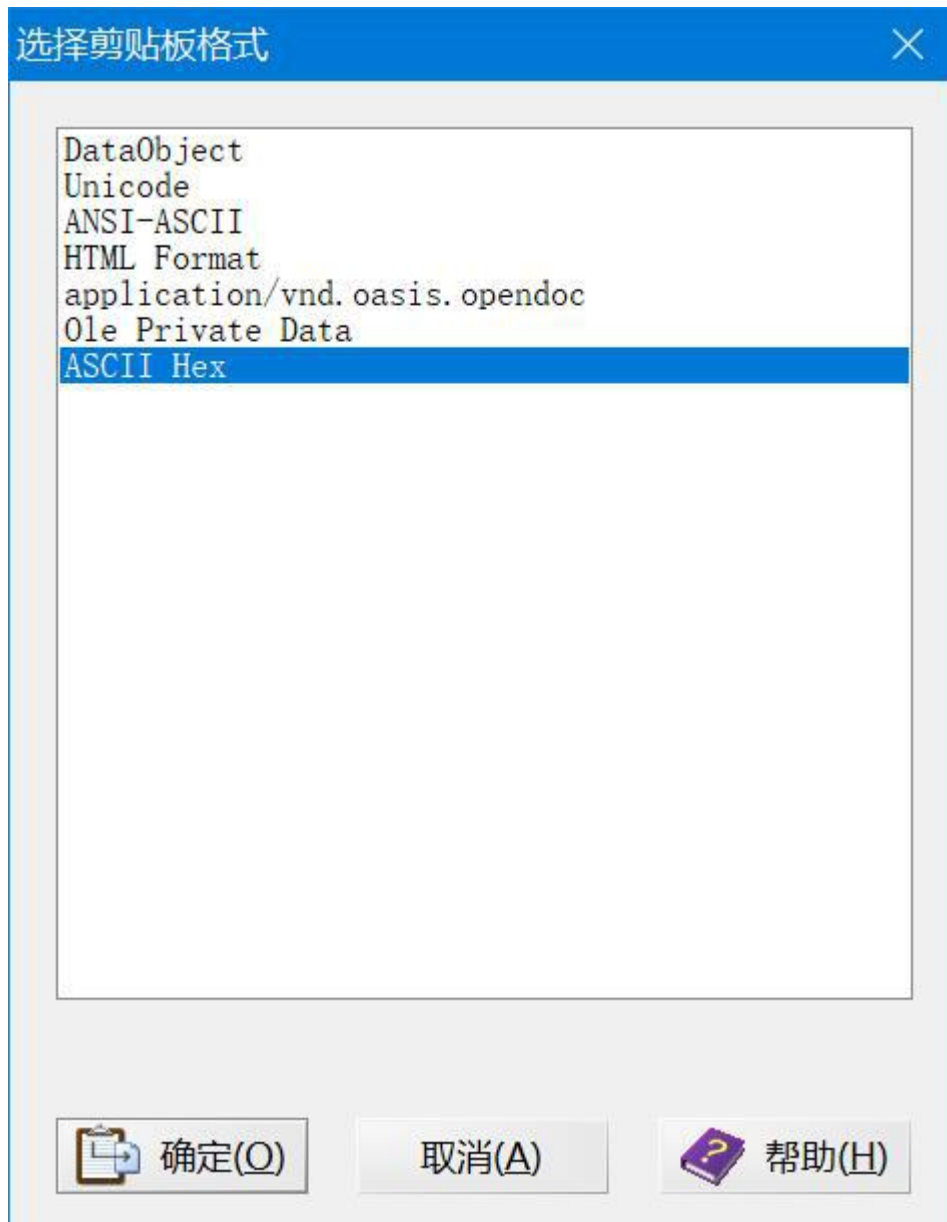 选择剪贴板格式
DataObject
Unicode
ANSI-ASCII
HTML Format
application/vnd.oasis.opendoc
Ole Private Data
ASCII Hex
确定(O)
取消(A)
帮助(H)